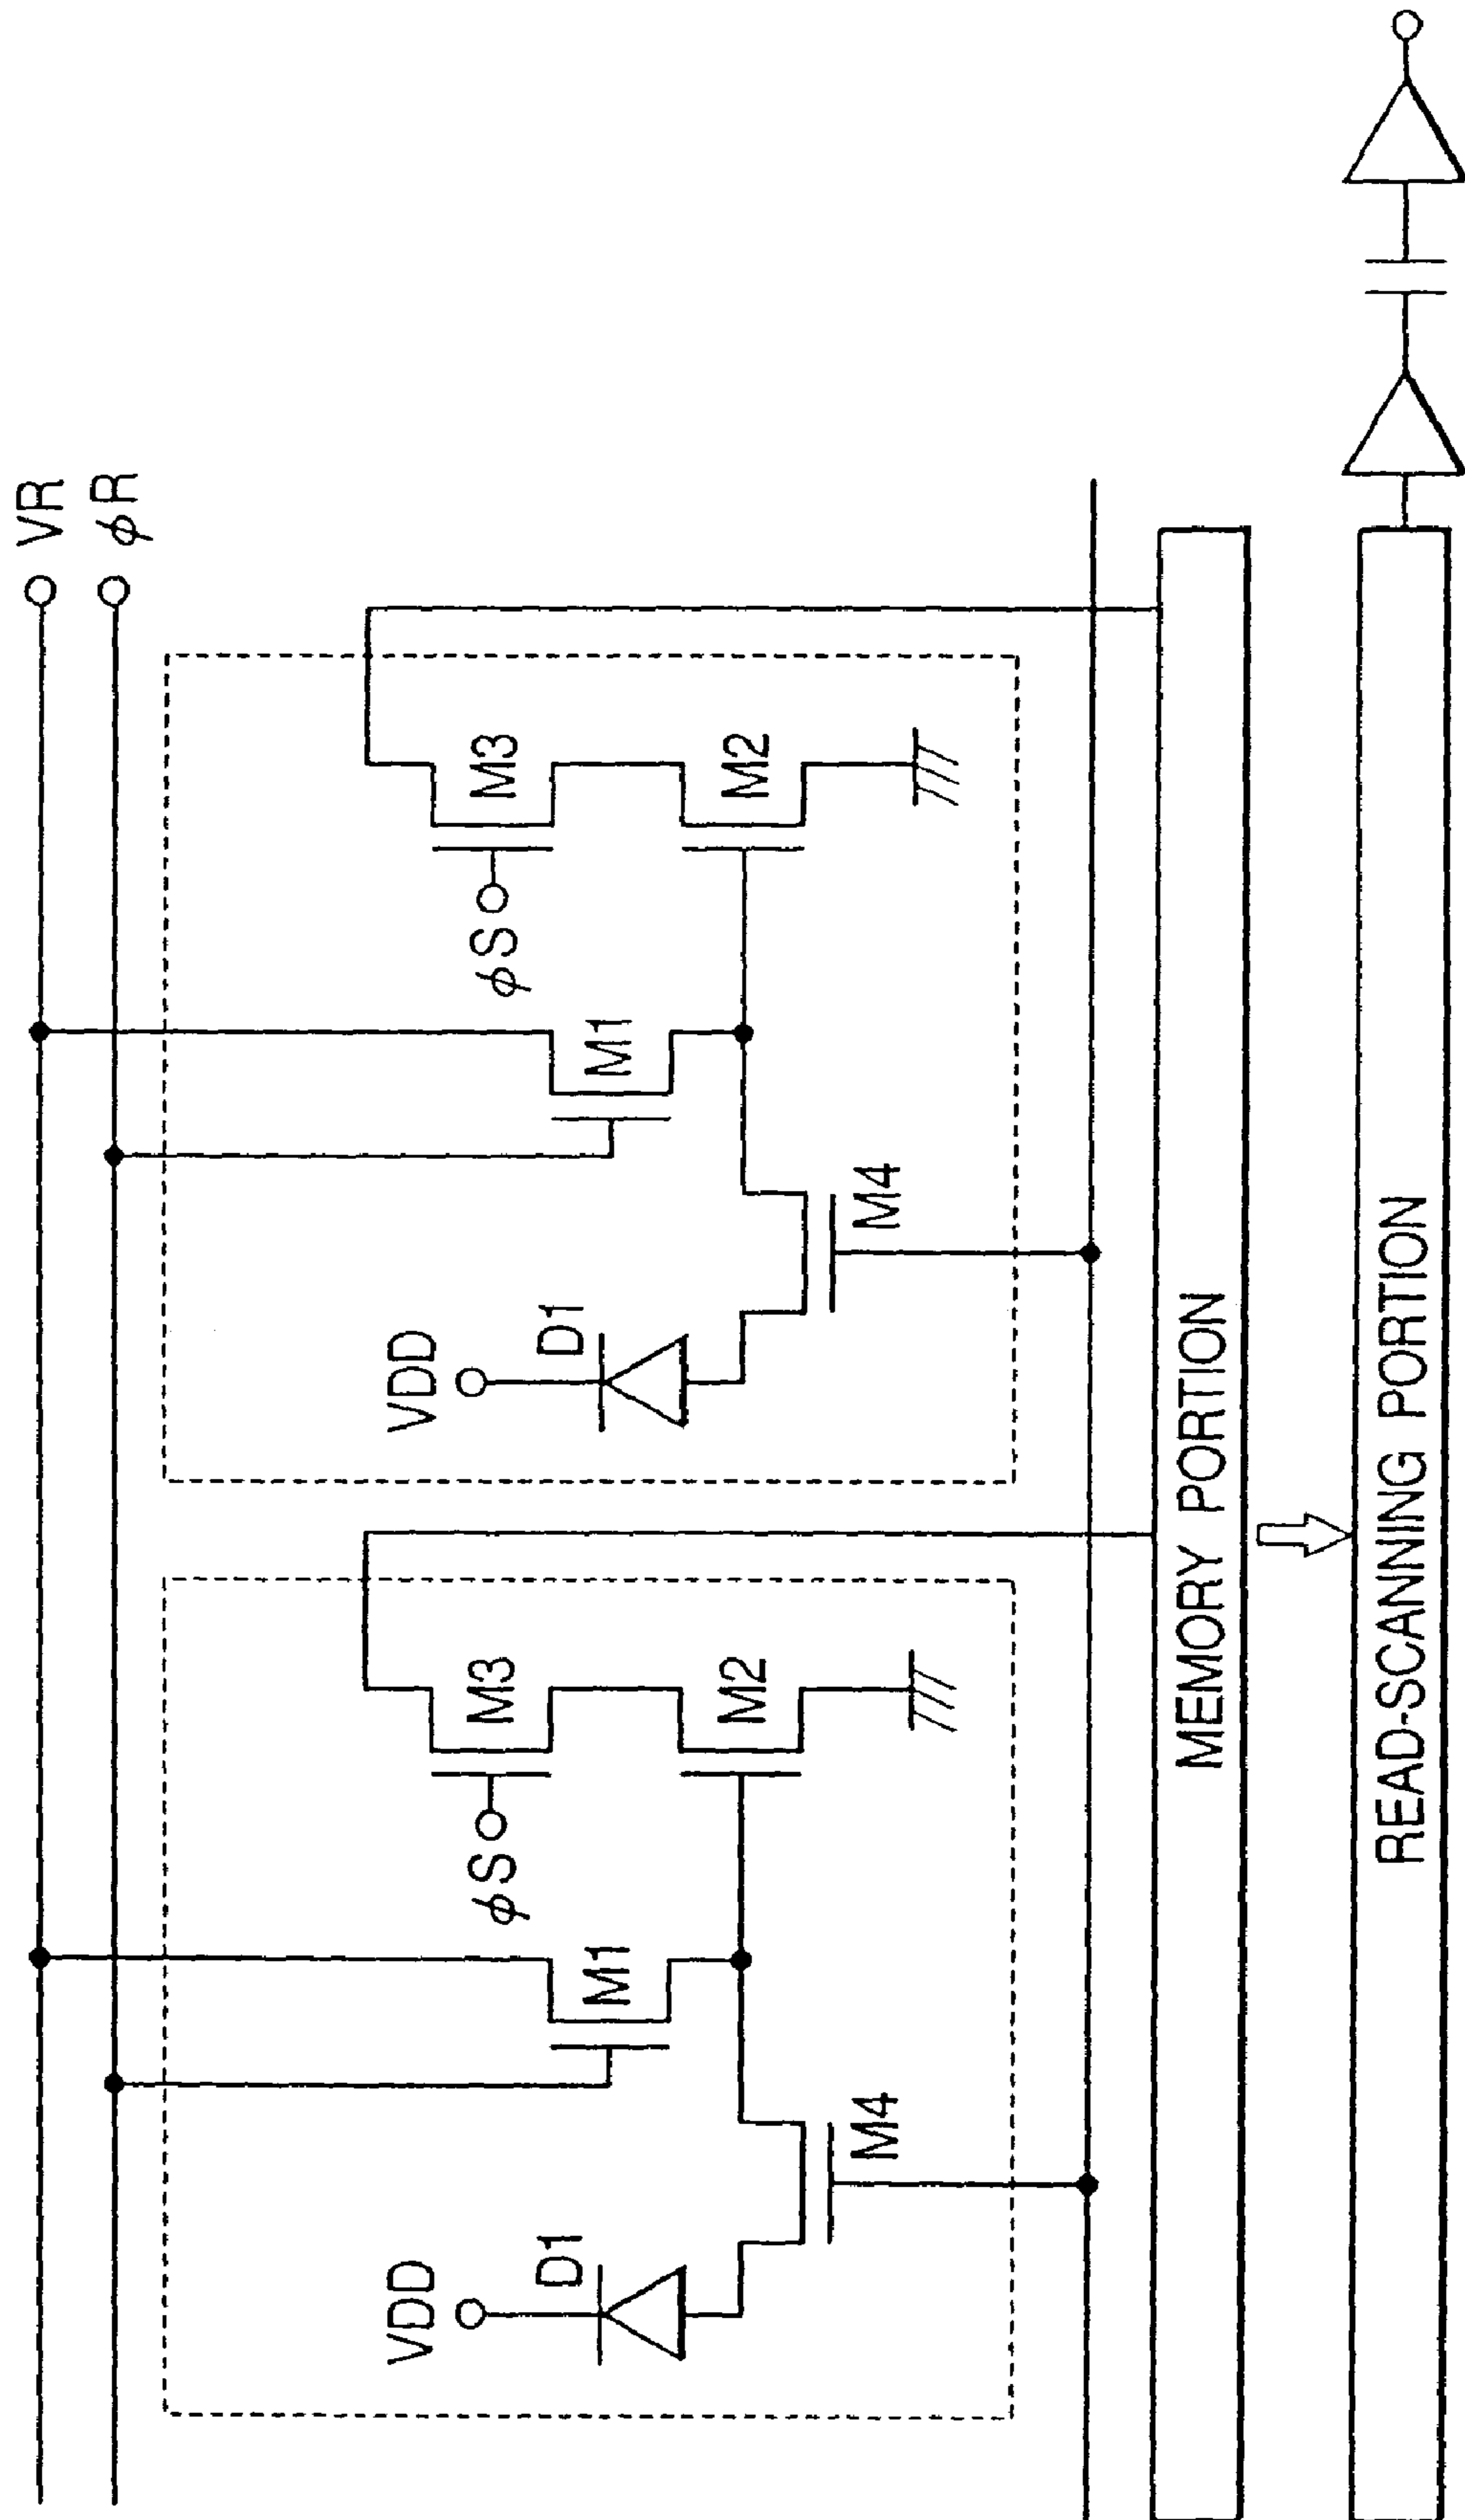 VR
φR
VDD
D1
M4
M1
φS
M3
M2
VDD
D1
M4
M1
φS
M3
M2
MEMORY PORTION
READ-SCANNING PORTION